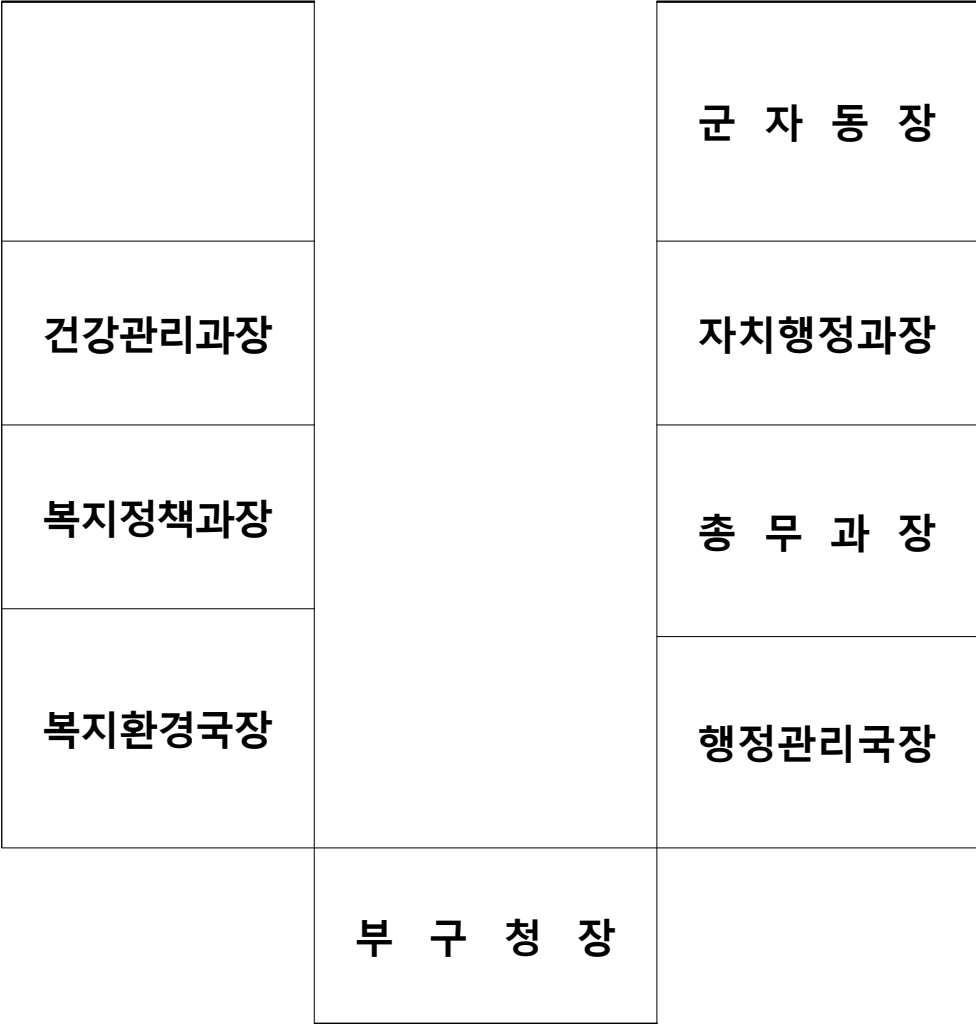 군 자 동 장
건강관리과장 자치행정과장
복지정책과장 총 무 과 장
복지환경국장 행정관리국장
부 구 청 장